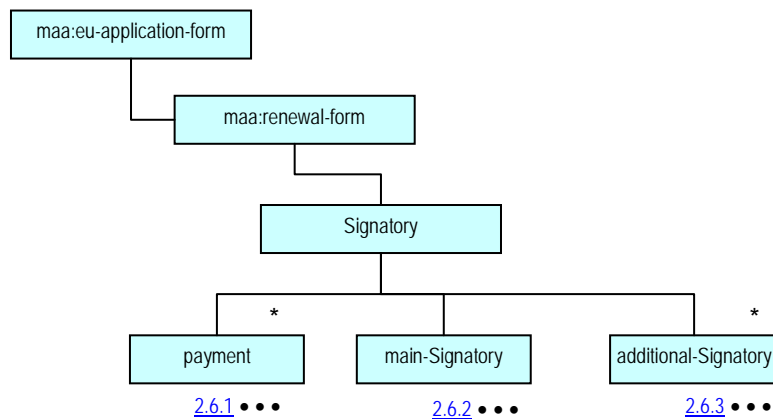 maa:eu-application-form
maa:renewal-form
Signatory
* *
payment main-Signatory additional-Signatory
2.6.1 ● ● ● 2.6.2 ● ● ● 2.6.3 ● ● ●